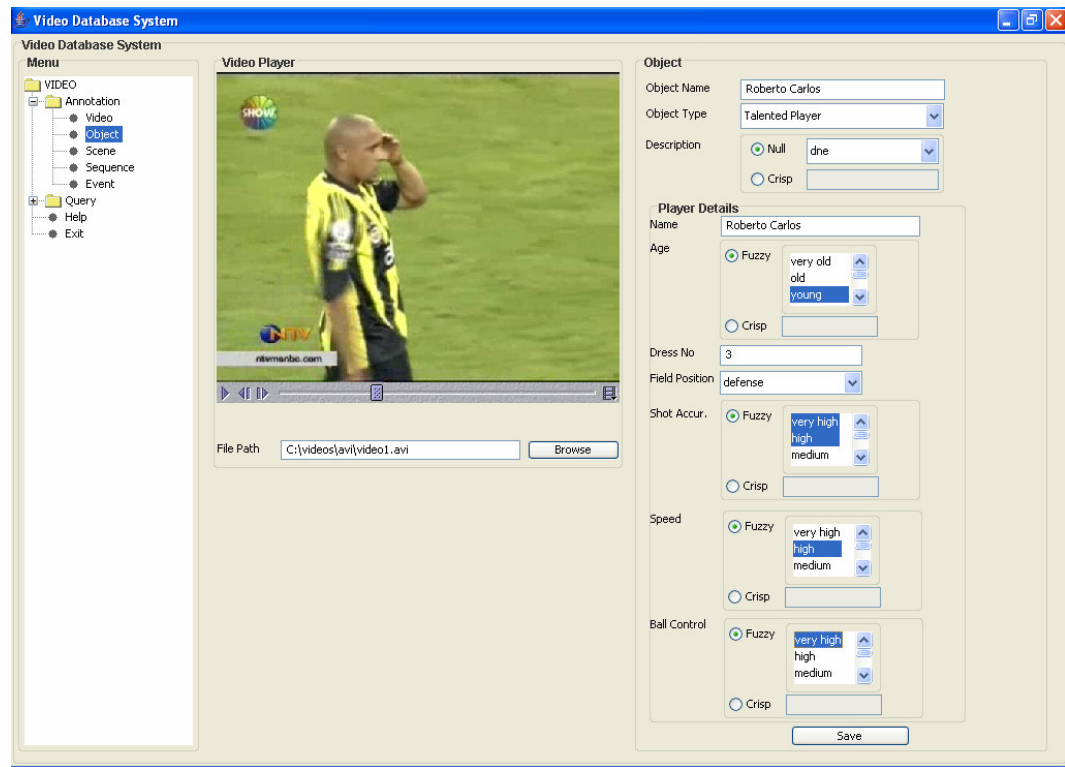 Video Database System
Video Database System
Menu
VIDEO
Annotation
Video
Object
Scene
Sequence
Event
Query
Help
Exit
Video Player
SHOW
NTV
ntvmsnbc.com
File Path C:\videos\avi\video1.avi Browse
Object
Object Name Roberto Carlos
Object Type Talented Player
Description Null dne
Crisp
Player Details
Name Roberto Carlos
Age Fuzzy very old
old
young
Crisp
Dress No 3
Field Position defense
Shot Accur. Fuzzy very high
high
medium
Crisp
Speed Fuzzy very high
high
medium
Crisp
Ball Control Fuzzy very high
high
medium
Crisp
Save